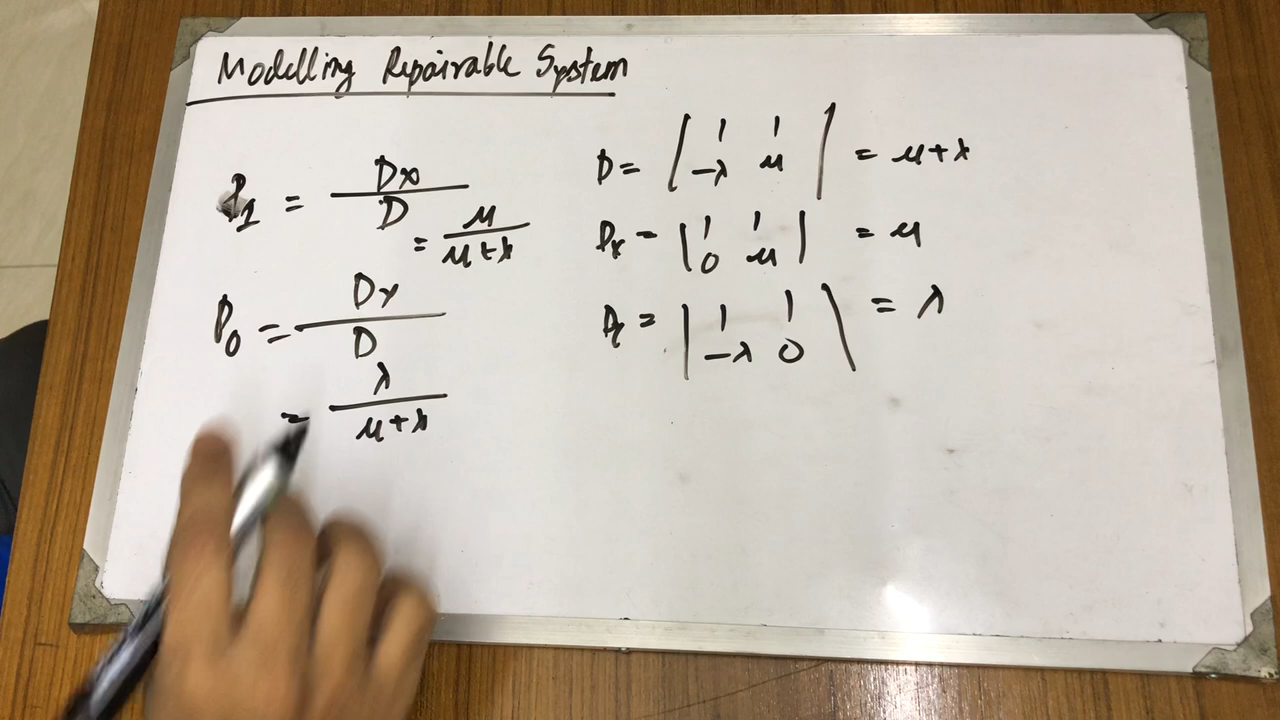 Modelling Repairable System
P1 = Dx / D = μ / μ+λ
P0 = Dy / D
= λ / μ+λ
D = | 1 1 | = μ+λ
| -λ μ |
Dx = | 1 1 | = μ
| 0 μ |
Dy = | 1 1 | = λ
| -λ 0 |